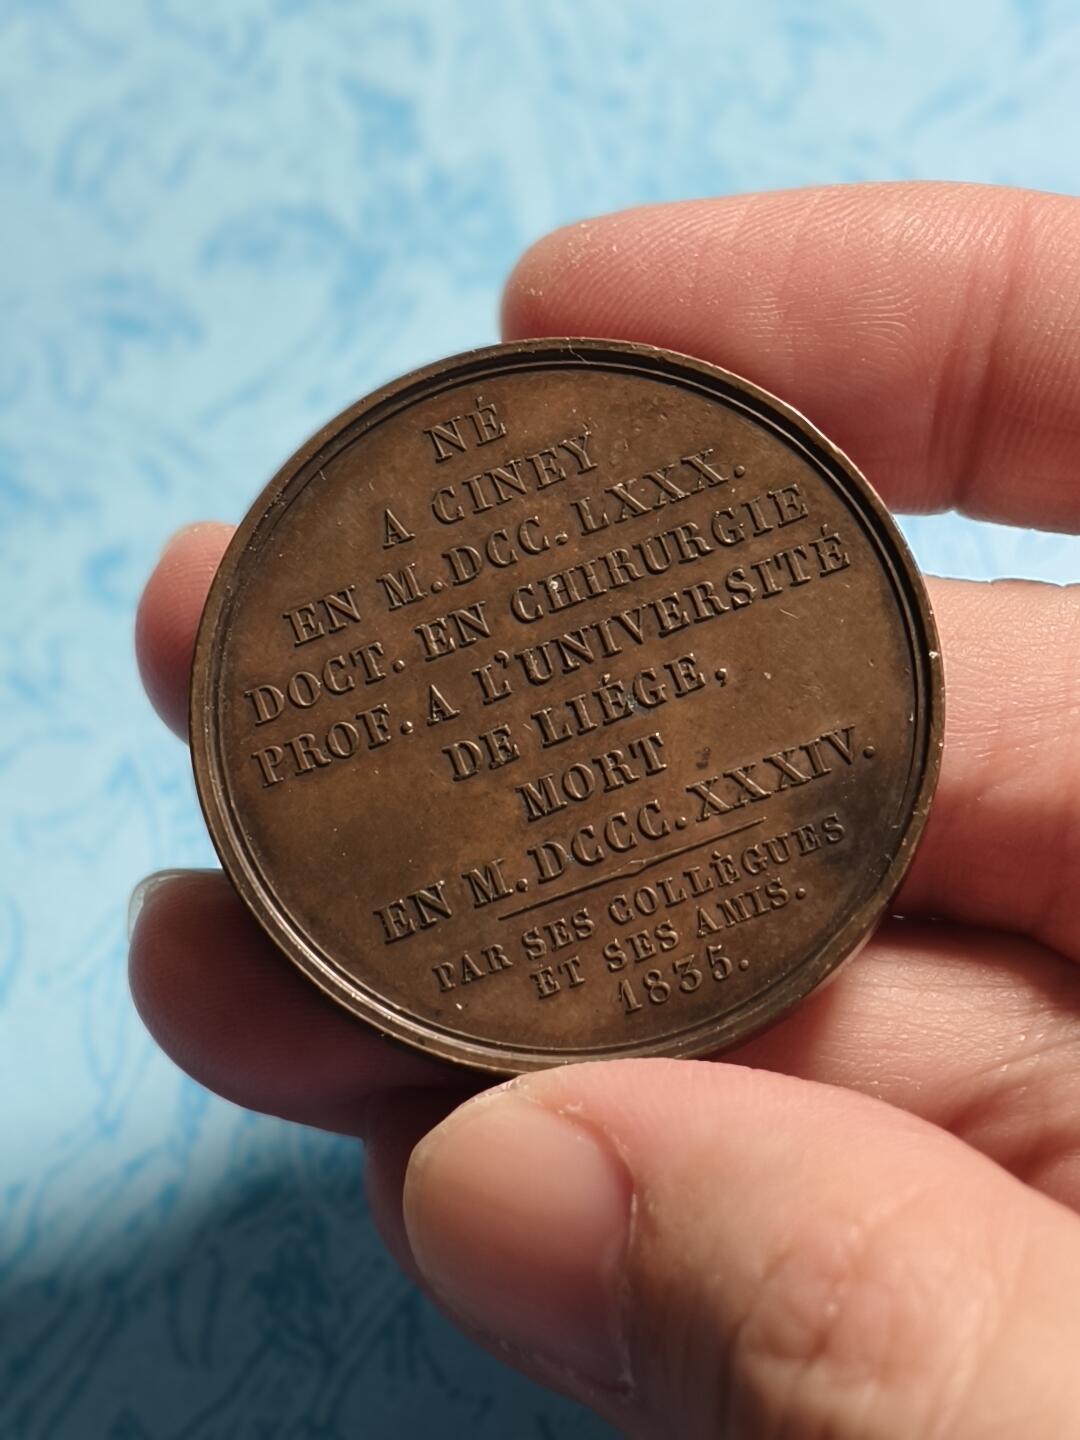 NÉ
A CINEY
EN M.DCC.LXXX.
DOCT. EN CHIRURGIE
PROF. A L'UNIVERSITÉ
DE LIÉGE,
MORT
EN M.DCCC.XXXIV.
PAR SES COLLÈGUES
ET SES AMIS.
1835.